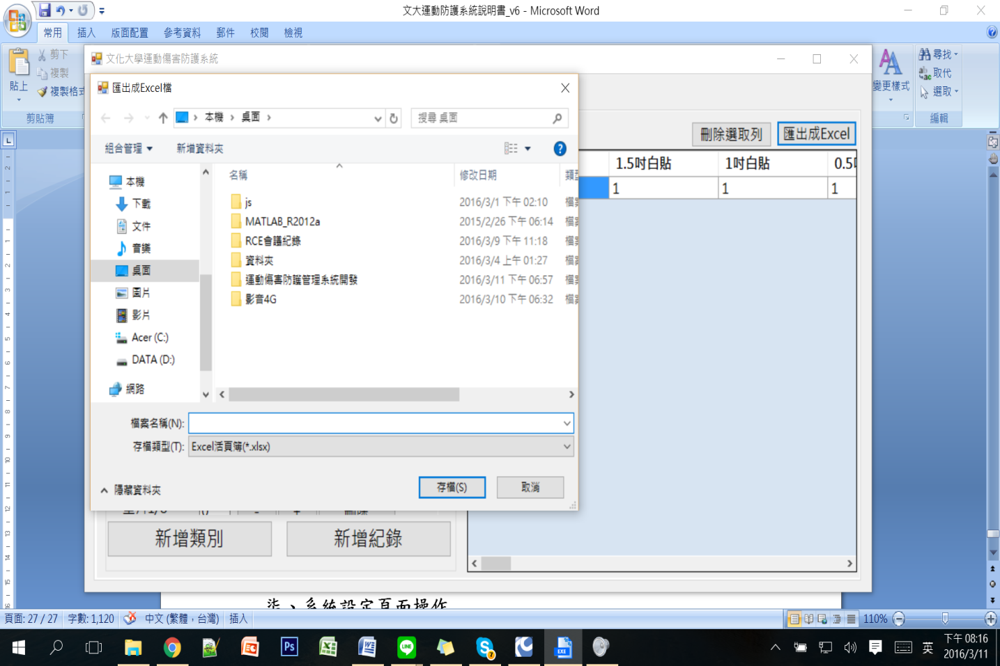 文大運動防護系統說明書_v6 - Microsoft Word
常用 插入 版面配置 參考資料 郵件 校閱 檢視
剪下
複製
貼上
複製格式
剪貼簿
文化大學運動傷害防護系統
變更樣式
尋找
取代
選取
編輯
匯出成Excel檔
本機 桌面
搜尋 桌面
組合管理 新增資料夾
刪除選取列 匯出成Excel
1.5吋白貼 1吋白貼 0.5
1 1 1
名稱 修改日期
本機
下載
文件
音樂
桌面
圖片
影片
Acer (C:)
DATA (D:)
網路
js 2016/3/1 下午 02:10
MATLAB_R2012a 2015/2/26 下午 06:14
RCE會議紀錄 2016/3/9 下午 11:18
資料夾 2016/3/4 上午 01:27
運動傷害防護管理系統開發 2016/3/11 下午 06:57
影音4G 2016/3/10 下午 06:32
檔案名稱(N):
存檔類型(T): Excel活頁簿(*.xlsx)
隱藏資料夾
存檔(S) 取消
新增類別 新增紀錄
柒、系統設定頁面操作
頁面: 27 / 27 字數: 1,120 中文 (繁體，台灣) 插入 110%
英
下午 08:16
2016/3/11